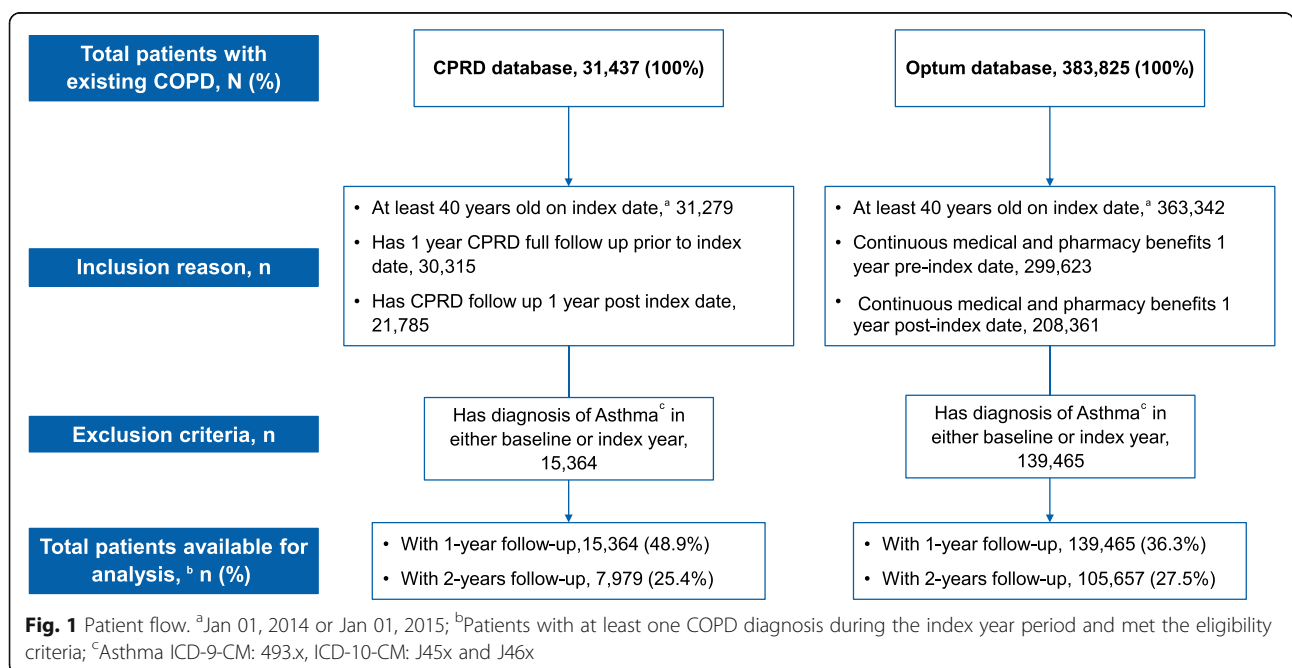 Total patients with
existing COPD, N (%)
CPRD database, 31,437 (100%)
Optum database, 383,825 (100%)
Inclusion reason, n
• At least 40 years old on index date,ᵃ 31,279
• Has 1 year CPRD full follow up prior to index
date, 30,315
• Has CPRD follow up 1 year post index date,
21,785
• At least 40 years old on index date,ᵃ 363,342
• Continuous medical and pharmacy benefits 1
year pre-index date, 299,623
• Continuous medical and pharmacy benefits 1
year post-index date, 208,361
Exclusion criteria, n
Has diagnosis of Asthmaᶜ in
either baseline or index year,
15,364
Has diagnosis of Asthmaᶜ in
either baseline or index year,
139,465
Total patients available for
analysis, ᵇ n (%)
• With 1-year follow-up,15,364 (48.9%)
• With 2-years follow-up, 7,979 (25.4%)
• With 1-year follow-up, 139,465 (36.3%)
• With 2-years follow-up, 105,657 (27.5%)
Fig. 1 Patient flow. ᵃJan 01, 2014 or Jan 01, 2015; ᵇPatients with at least one COPD diagnosis during the index year period and met the eligibility
criteria; ᶜAsthma ICD-9-CM: 493.x, ICD-10-CM: J45x and J46x